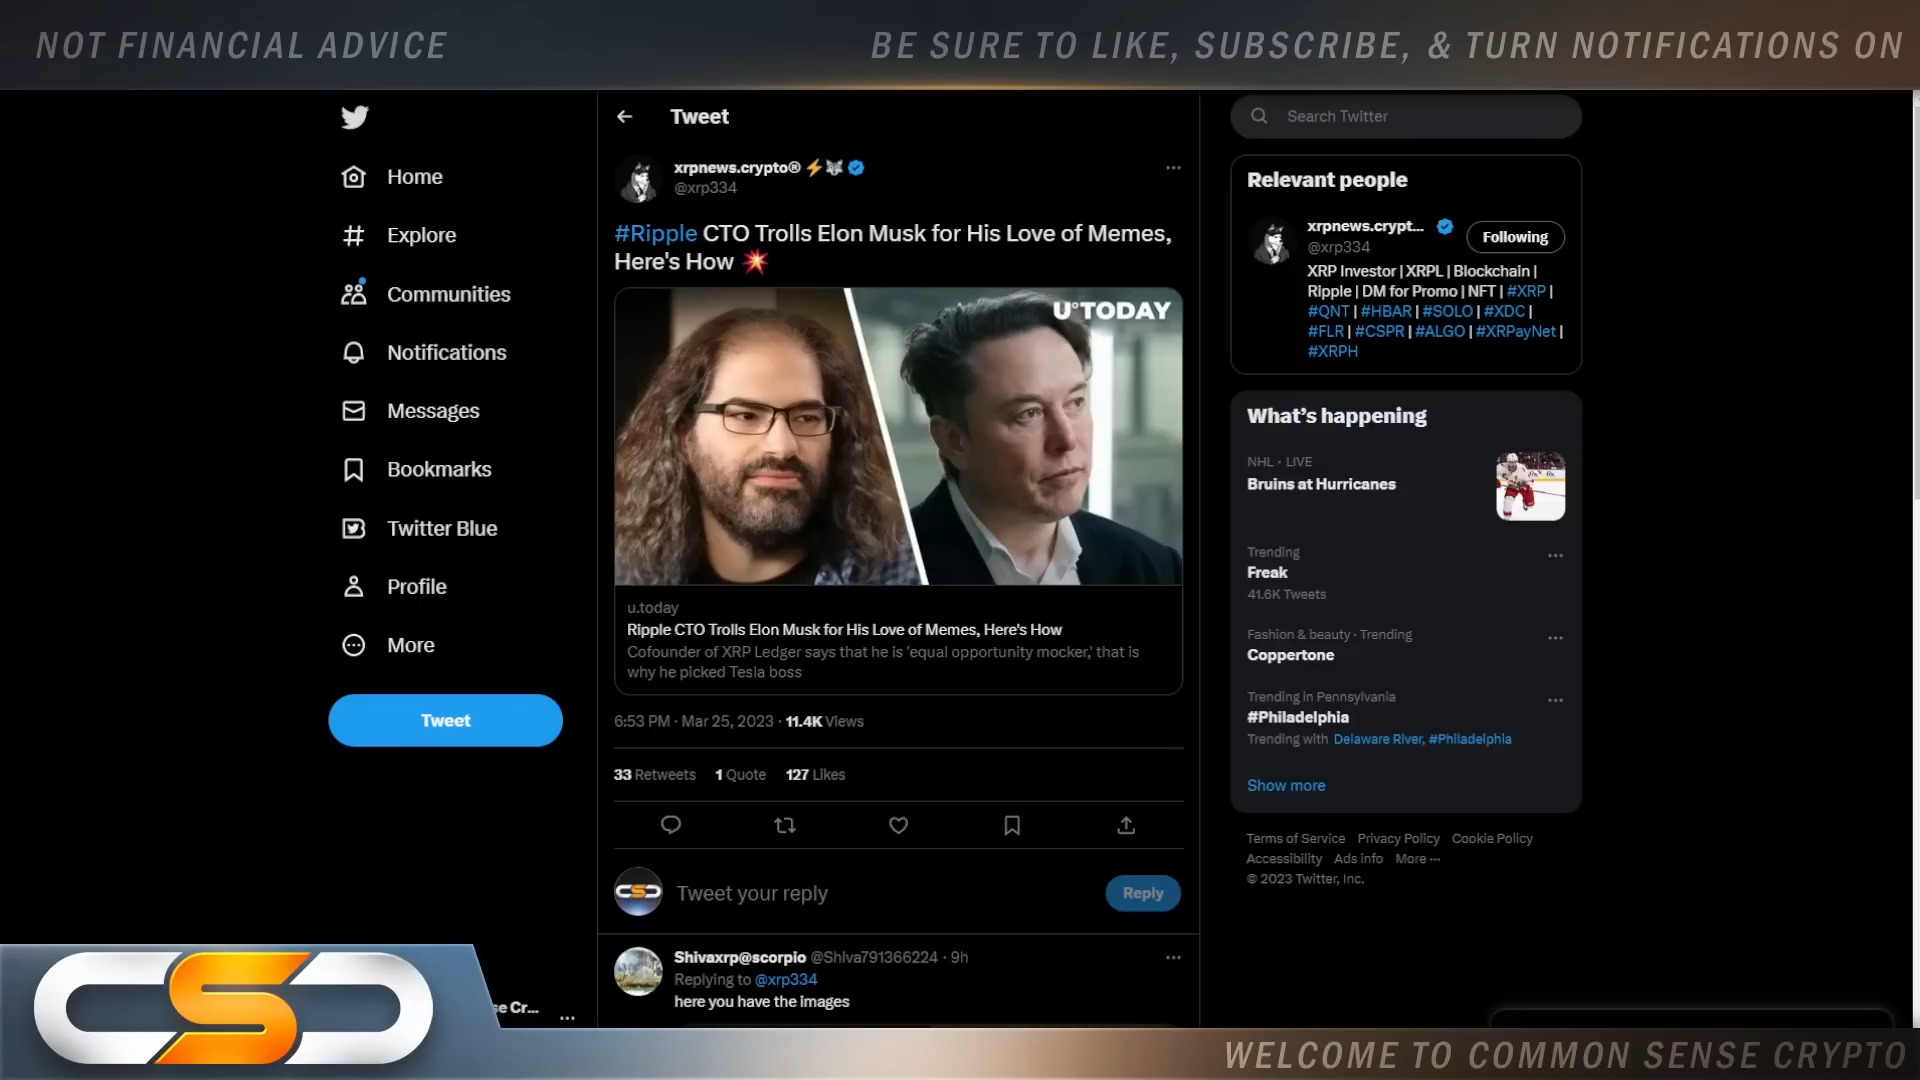 NOT FINANCIAL ADVICE
BE SURE TO LIKE, SUBSCRIBE, & TURN NOTIFICATIONS ON
Home
Explore
Communities
Notifications
Messages
Bookmarks
Twitter Blue
Profile
More
Tweet
se Cr...
Tweet
xrpnews.crypto®
@xrp334
#Ripple CTO Trolls Elon Musk for His Love of Memes,
Here's How
U°TODAY
u.today
Ripple CTO Trolls Elon Musk for His Love of Memes, Here's How
Cofounder of XRP Ledger says that he is 'equal opportunity mocker,' that is
why he picked Tesla boss
6:53 PM · Mar 25, 2023 · 11.4K Views
33 Retweets 1 Quote 127 Likes
CSC
Tweet your reply
Reply
Shivaxrp@scorpio @Shiva791366224 · 9h
Replying to @xrp334
here you have the images
Search Twitter
Relevant people
xrpnews.crypt...
@xrp334
Following
XRP Investor | XRPL | Blockchain |
Ripple | DM for Promo | NFT | #XRP |
#QNT | #HBAR | #SOLO | #XDC |
#FLR | #CSPR | #ALGO | #XRPayNet |
#XRPH
What's happening
NHL · LIVE
Bruins at Hurricanes
Trending
Freak
41.6K Tweets
Fashion & beauty · Trending
Coppertone
Trending in Pennsylvania
#Philadelphia
Trending with Delaware River, #Philadelphia
Show more
Terms of Service Privacy Policy Cookie Policy
Accessibility Ads info More ···
© 2023 Twitter, Inc.
CSC
WELCOME TO COMMON SENSE CRYPTO